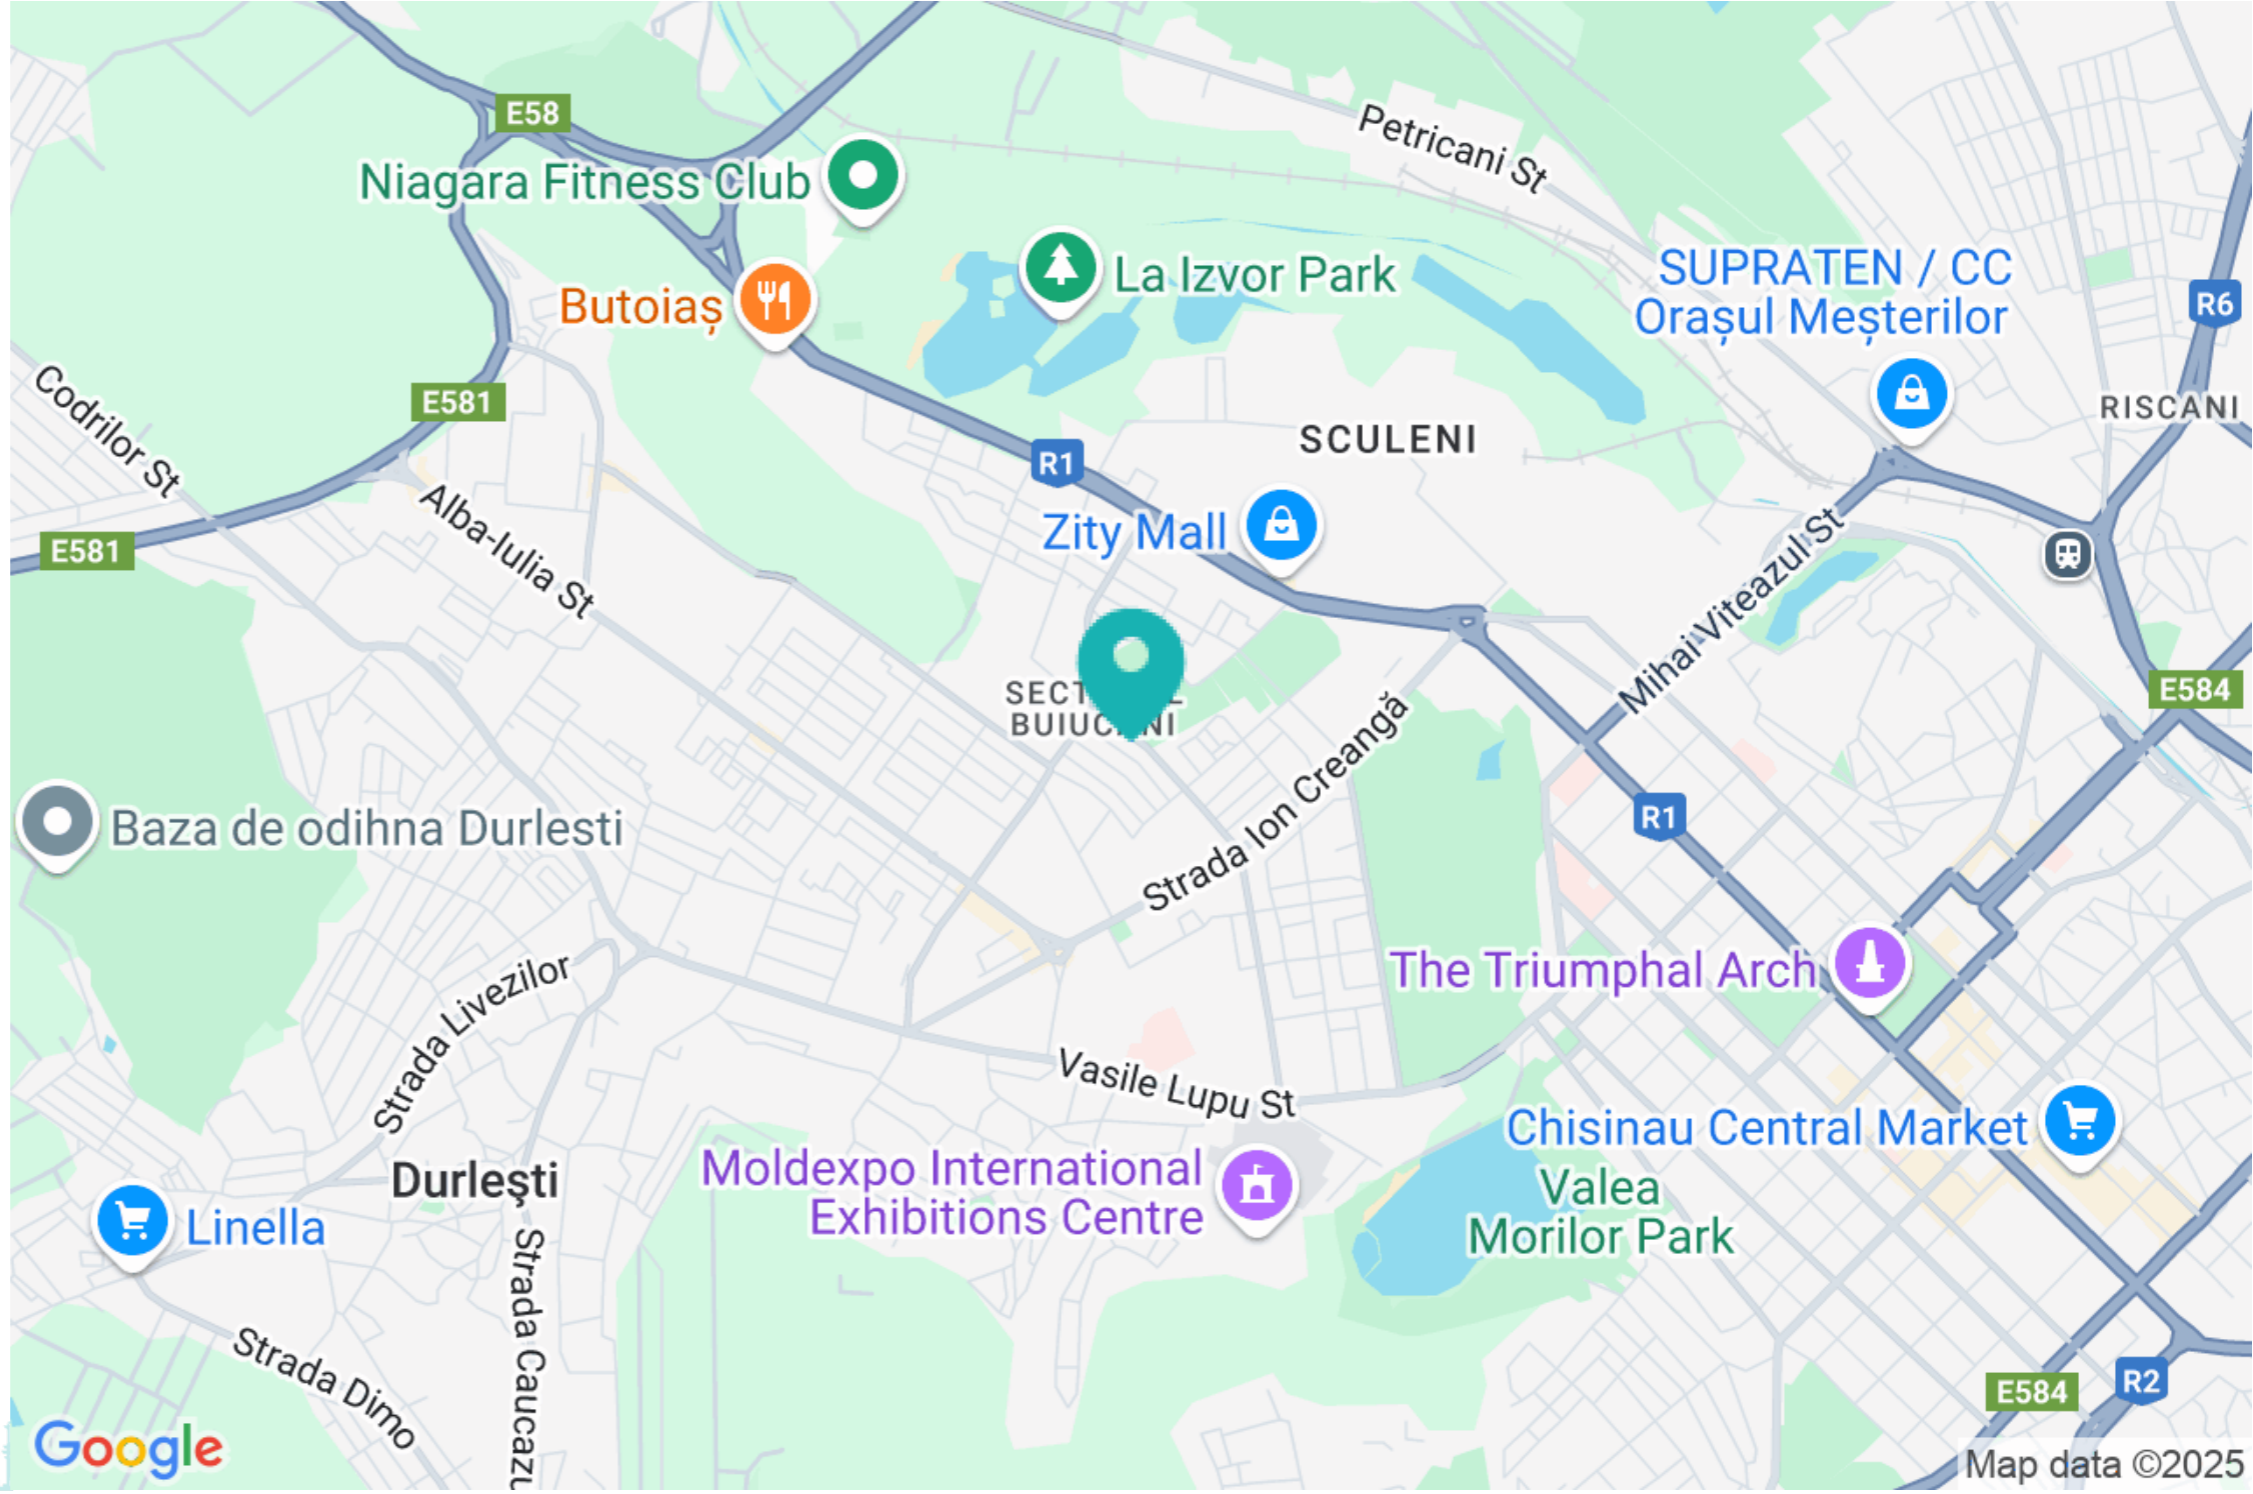 E58
Petricani St
Niagara Fitness Club
La Izvor Park
SUPRATEN / CC
Orașul Meșterilor
Butoiaș
R6
Codrilor St
E581
RISCANI
SCULENI
R1
Alba-Iulia St
Zity Mall
E581
Mihai Viteazul St
E584
Strada Ion Creangă
R1
Baza de odihna Durlesti
The Triumphal Arch
Strada Livezilor
Vasile Lupu St
Chisinau Central Market
Moldexpo International
Exhibitions Centre
Durleşti
Valea
Morilor Park
Linella
Strada Caucazu
Strada Dimo
E584
R2
Google
Map data ©2025